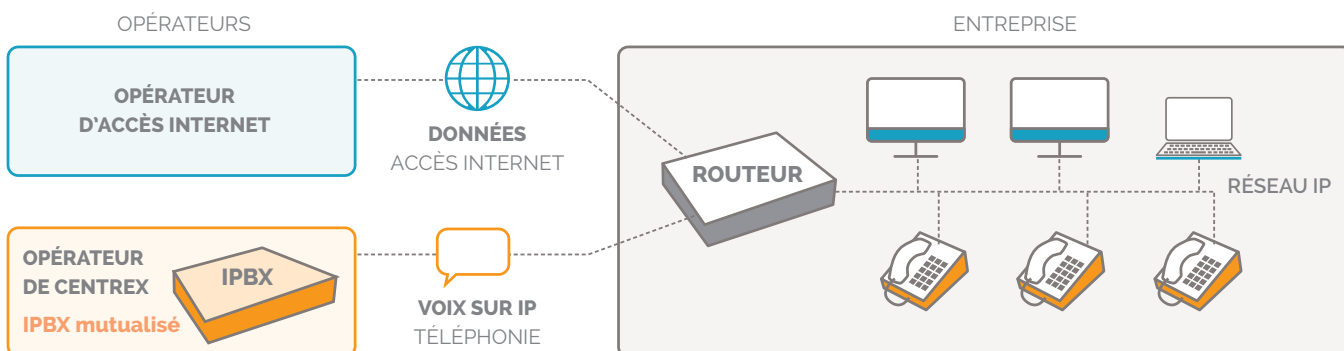 OPÉRATEURS
ENTREPRISE
OPÉRATEUR
D’ACCÈS INTERNET
DONNÉES
ACCÈS INTERNET
ROUTEUR
RÉSEAU IP
OPÉRATEUR
DE CENTREX
IPBX mutualisé
IPBX
VOIX SUR IP
TÉLÉPHONIE